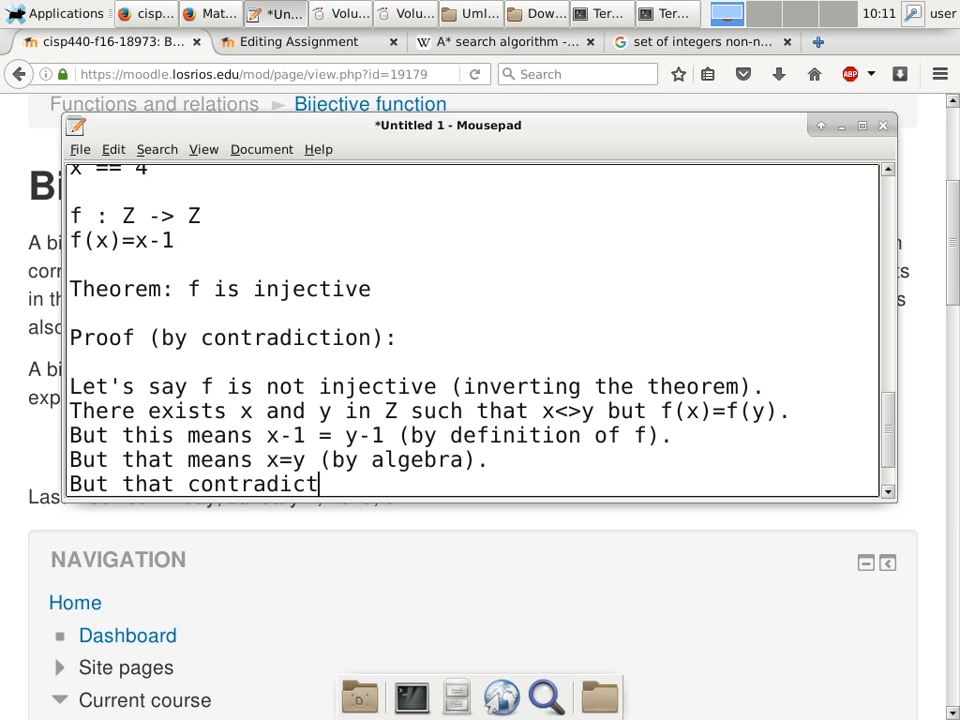 Applications
cisp...
Mat...
*Un...
Volu...
Volu...
Uml...
Dow...
Ter...
Ter...
10:11
user
cisp440-f16-18973: B...
Editing Assignment
A* search algorithm -...
set of integers non-n...
https://moodle.losrios.edu/mod/page/view.php?id=19179
Search
ABP
Functions and relations ► Bijective function
*Untitled 1 - Mousepad
File Edit Search View Document Help
x == 4
f : Z -> Z
f(x)=x-1
Theorem: f is injective
Proof (by contradiction):
Let's say f is not injective (inverting the theorem).
There exists x and y in Z such that x<>y but f(x)=f(y).
But this means x-1 = y-1 (by definition of f).
But that means x=y (by algebra).
But that contradict
NAVIGATION
Home
Dashboard
Site pages
Current course